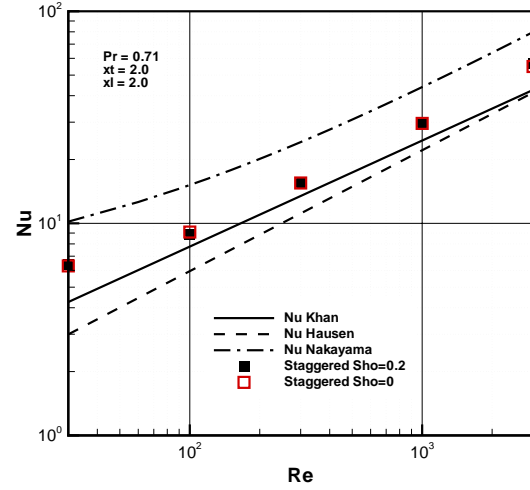 10²
Pr = 0.71
xt = 2.0
xl = 2.0
Nu
10¹
Nu Khan
Nu Hausen
Nu Nakayama
Staggered Sho=0.2
Staggered Sho=0
10⁰
10²
10³
Re